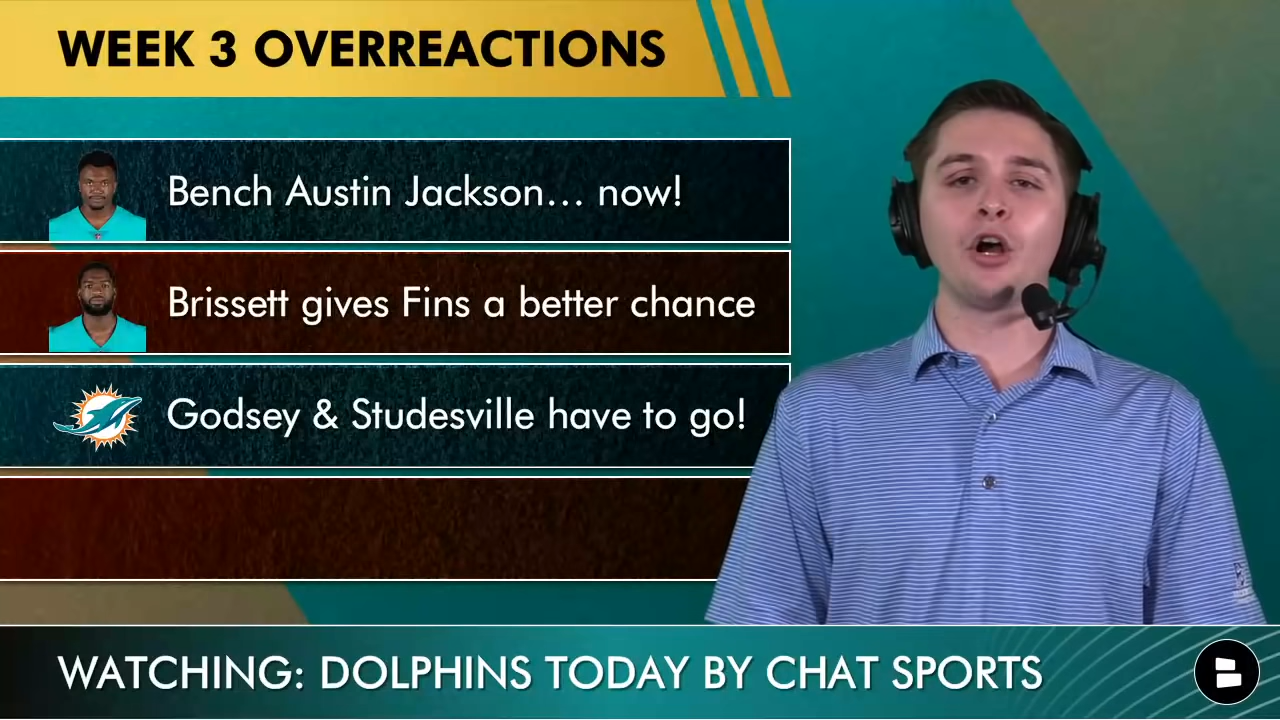 WEEK 3 OVERREACTIONS
Bench Austin Jackson... now!
Brissett gives Fins a better chance
Godsey & Studesville have to go!
WATCHING: DOLPHINS TODAY BY CHAT SPORTS